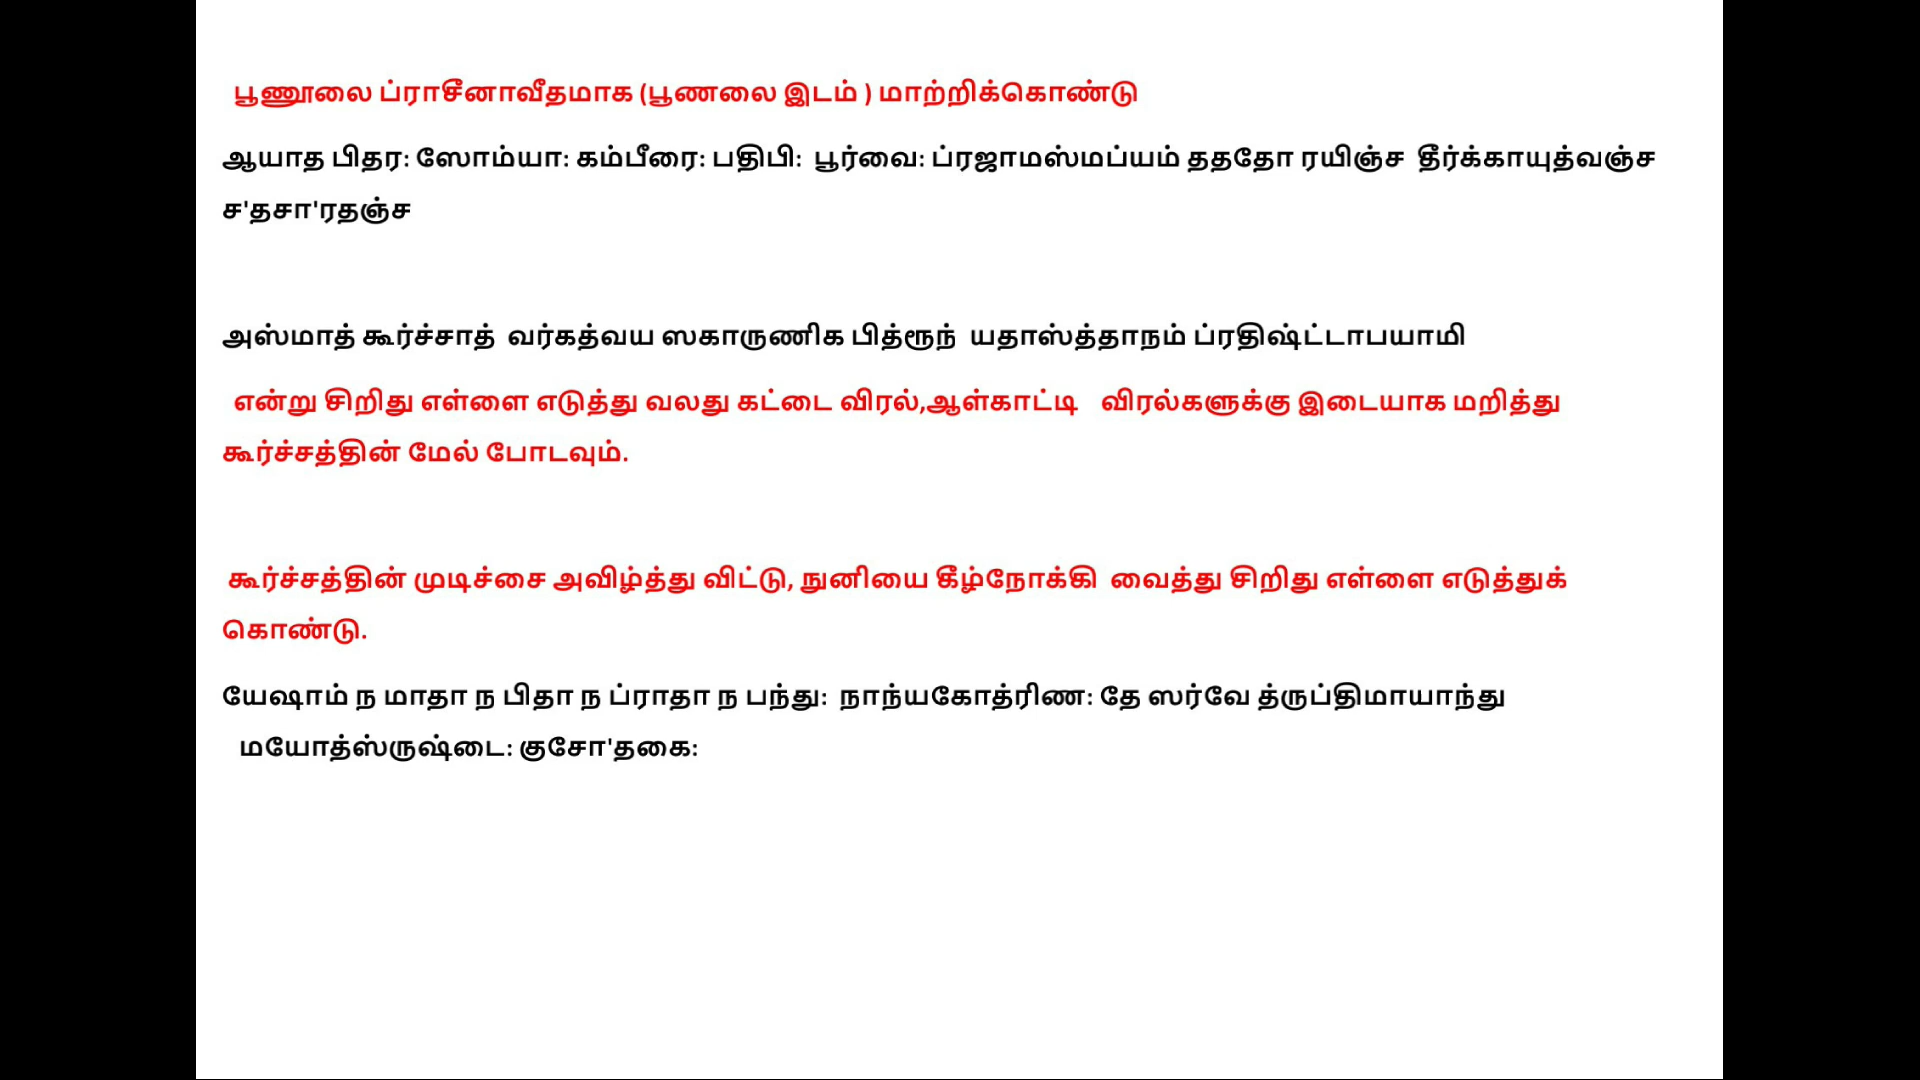 பூணூலை ப்ராசீனாவீதமாக (பூணலை இடம் ) மாற்றிக்கொண்டு
ஆயாத பிதர: ஸோம்யா: கம்பீரை: பதிபி: பூர்வை: ப்ரஜாமஸ்மப்யம் தததோ ரயிஞ்ச தீர்க்காயுத்வஞ்ச
ச'தசா'ரதஞ்ச
அஸ்மாத் கூர்ச்சாத் வர்கத்வய ஸகாருணிக பித்ரூந் யதாஸ்த்தாநம் ப்ரதிஷ்ட்டாபயாமி
என்று சிறிது எள்ளை எடுத்து வலது கட்டை விரல்,ஆள்காட்டி விரல்களுக்கு இடையாக மறித்து
கூர்ச்சத்தின் மேல் போடவும்.
கூர்ச்சத்தின் முடிச்சை அவிழ்த்து விட்டு, நுனியை கீழ்நோக்கி வைத்து சிறிது எள்ளை எடுத்துக்
கொண்டு.
யேஷாம் ந மாதா ந பிதா ந ப்ராதா ந பந்து: நாந்யகோத்ரிண: தே ஸர்வே த்ருப்திமாயாந்து
மயோத்ஸ்ருஷ்டை: குசோ'தகை: